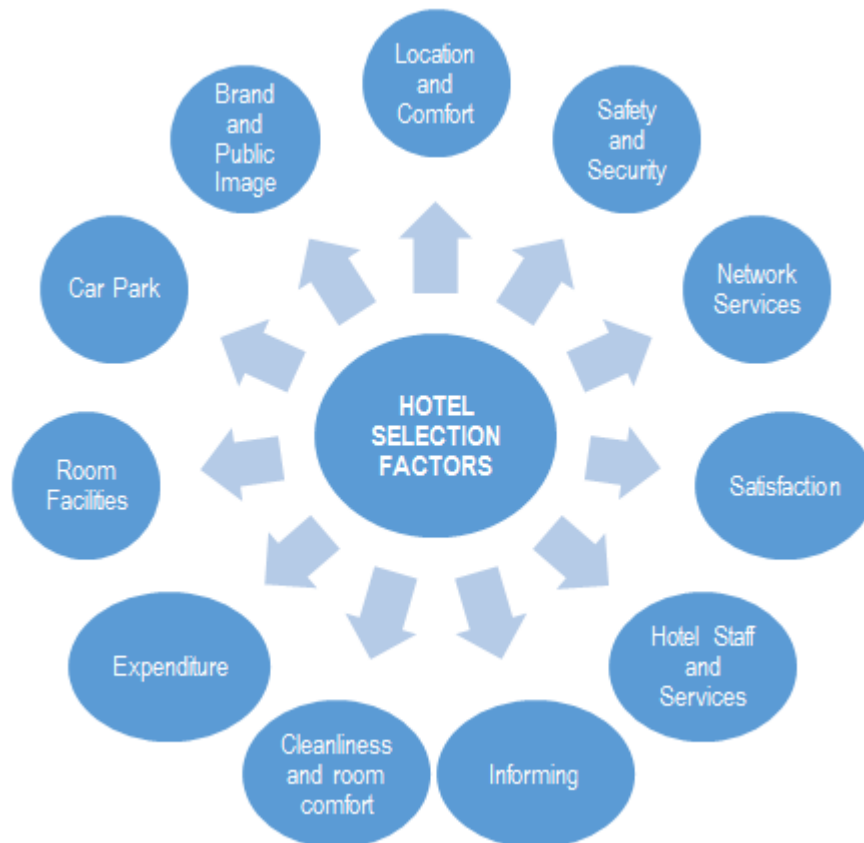 Location
and
Comfort
Safety
and
Security
Network
Services
Satisfaction
Hotel Staff
and
Services
Informing
Cleanliness
and room
comfort
Expenditure
Room
Facilities
Car Park
Brand
and
Public
Image
HOTEL
SELECTION
FACTORS